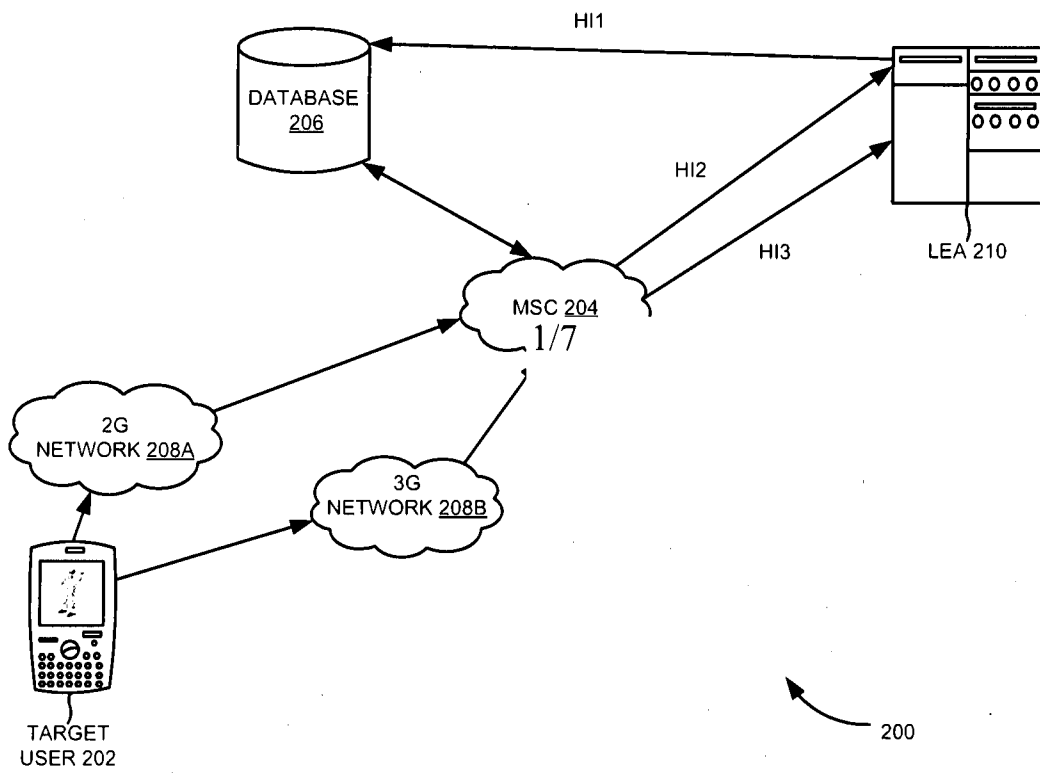 HI1
DATABASE
206
HI2
LEA 210
HI3
MSC 204
1/7
2G
NETWORK 208A
3G
NETWORK 208B
TARGET
USER 202
200